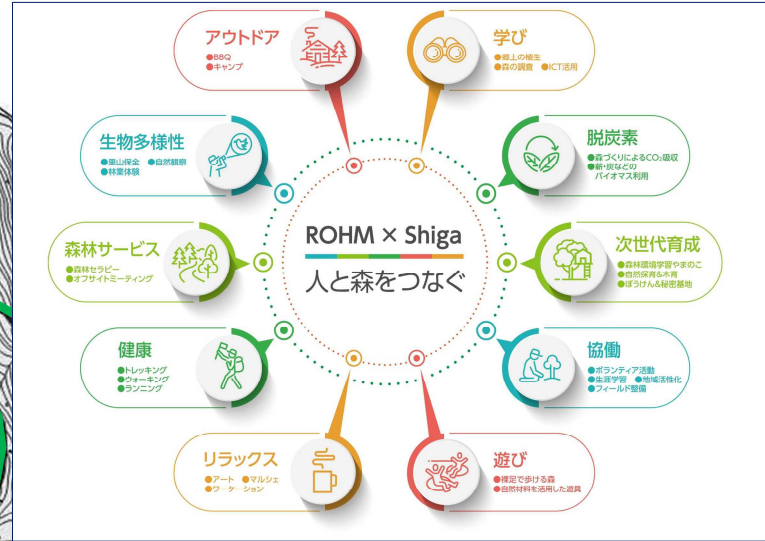 アウトドア
●BBQ
●キャンプ
学び
●郷土の植生
●森の調査 ●ICT活用
生物多様性
●里山保全 ●自然観察
●林業体験
脱炭素
●森づくりによるCO₂吸収
●薪・炭などの
バイオマス利用
森林サービス
●森林セラピー
●オフサイトミーティング
ROHM × Shiga
人と森をつなぐ
次世代育成
●森林環境学習やまのこ
●自然保育&木育
●ぼうけん&秘密基地
健康
●トレッキング
●ウォーキング
●ランニング
協働
●ボランティア活動
●生涯学習 ●地域活性化
●フィールド整備
リラックス
●アート ●マルシェ
●ワーケーション
遊び
●裸足で歩ける森
●自然材料を活用した遊具